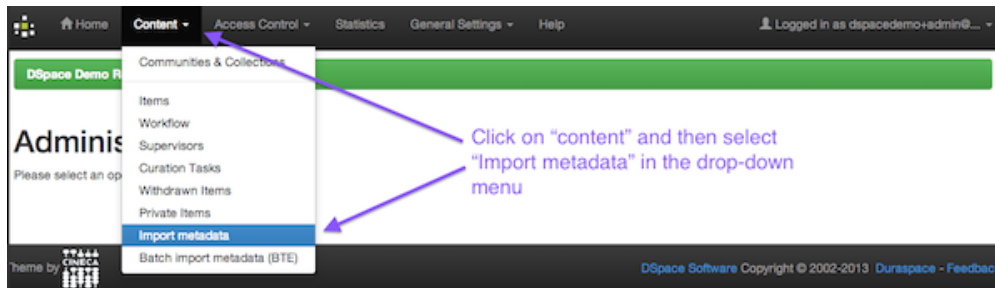 Home Content Access Control Statistics General Settings Help Logged in as dspacedemo+admin@...
Communities & Collections
DSpace Demo R
Items
Workflow
Adminis
Supervisors
Click on “content” and then select
“Import metadata” in the drop-down
menu
Curation Tasks
Please select an op
Withdrawn Items
Private Items
Import metadata
Batch import metadata (BTE)
heme by CINECA
DSpace Software Copyright © 2002-2013 Duraspace - Feedbac